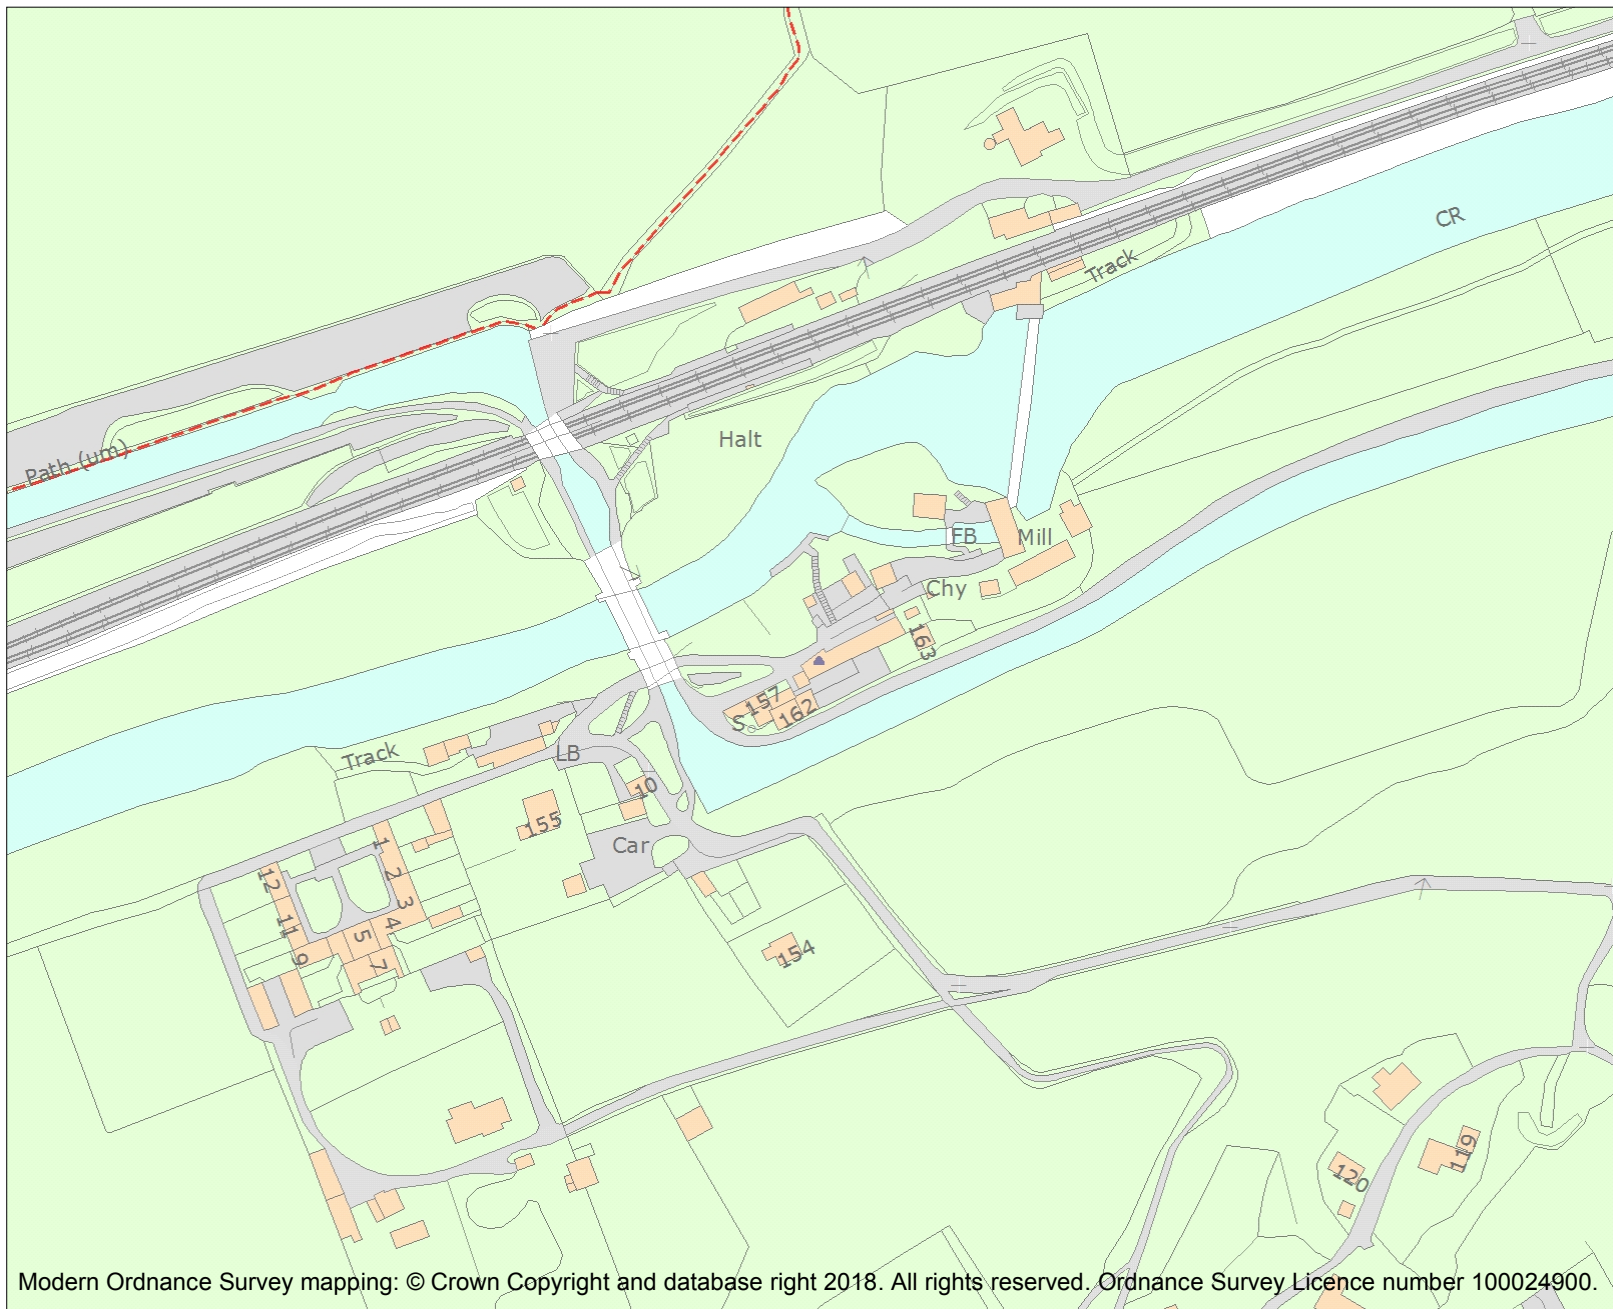 CR
Track
Path (um)
Halt
FB
Mill
Chy
163
157
S
162
Track
LB
10
155
Car
1
2
3
12
11
4
5
9
7
154
119
120
Modern Ordnance Survey mapping: © Crown Copyright and database right 2018. All rights reserved. Ordnance Survey Licence number 100024900.